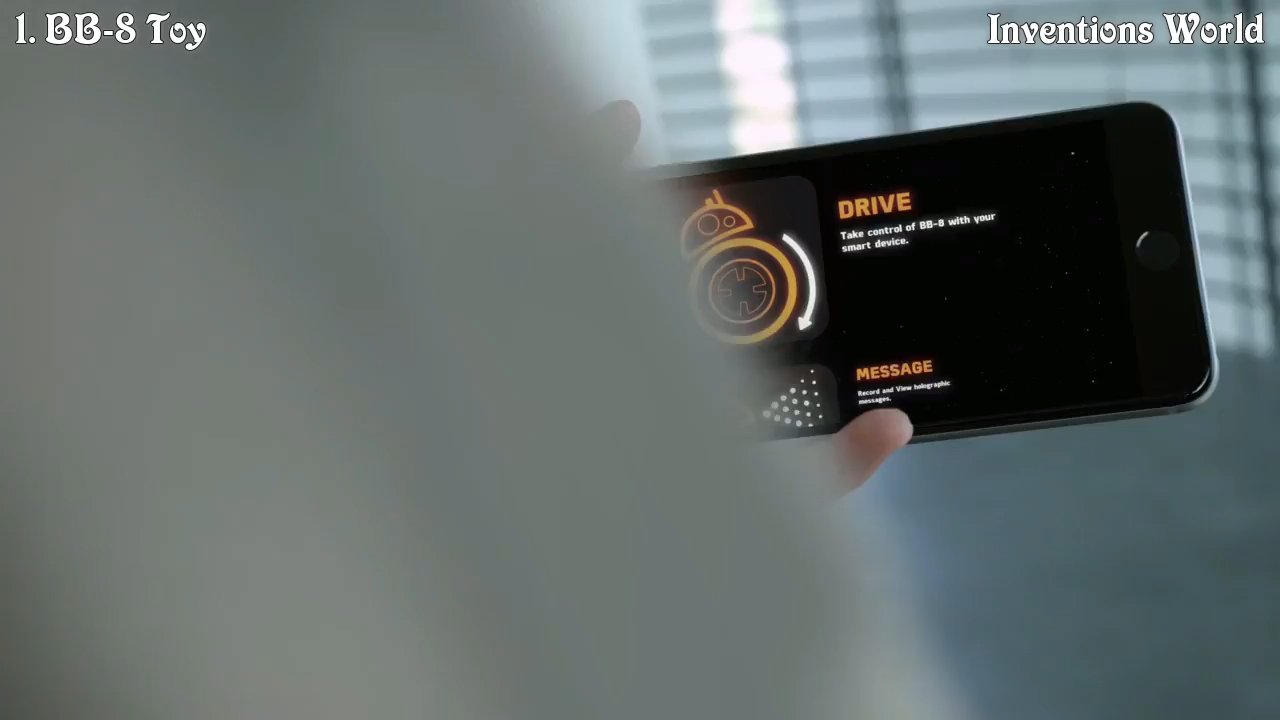 1. BB-8 Toy
Inventions World
DRIVE
Take control of BB-8 with your
smart device.
MESSAGE
Record and View holographic
messages.